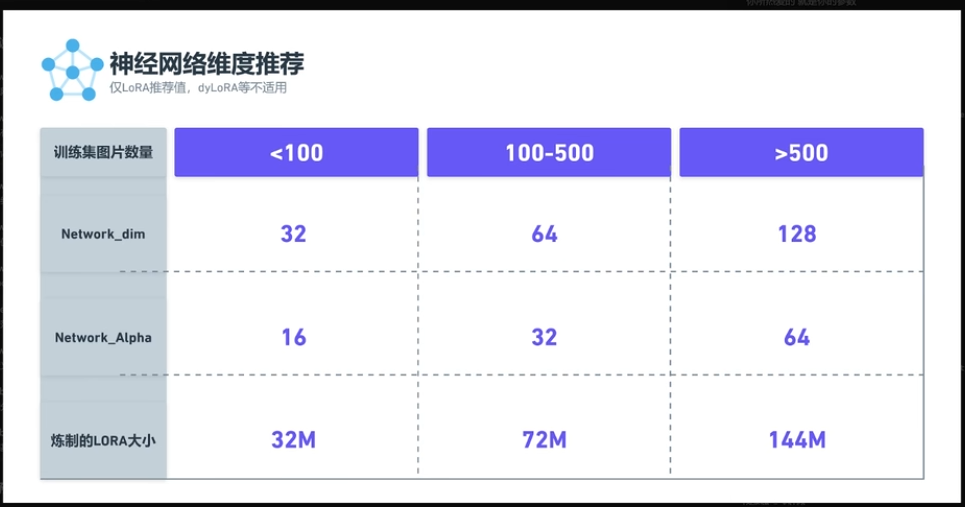 神经网络维度推荐
仅LoRA推荐值，dyLoRA等不适用
训练集图片数量 <100 100-500 >500
Network_dim 32 64 128
Network_Alpha 16 32 64
炼制的LORA大小 32M 72M 144M